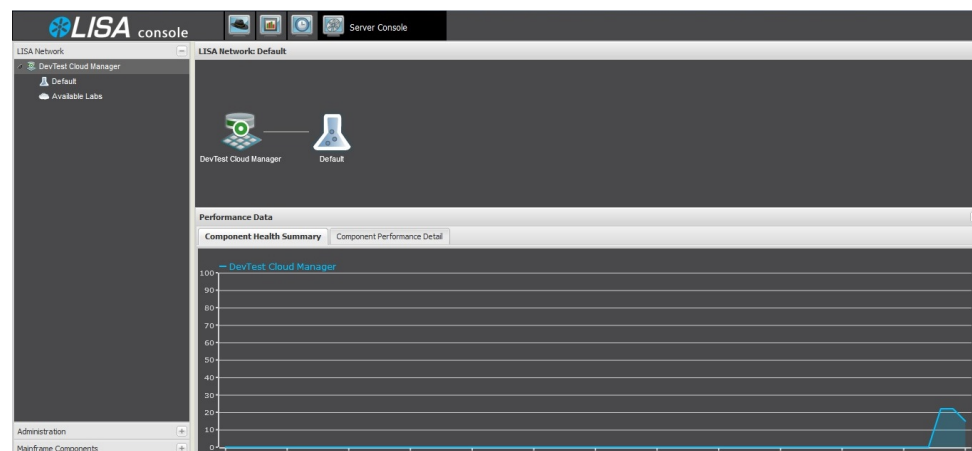 LISA console
Server Console
LISA Network
DevTest Cloud Manager
Default
Available Labs
Administration
Mainframe Components
LISA Network: Default
DevTest Cloud Manager
Default
Performance Data
Component Health Summary
Component Performance Detail
DevTest Cloud Manager
100
90
80
70
60
50
40
30
20
10
0